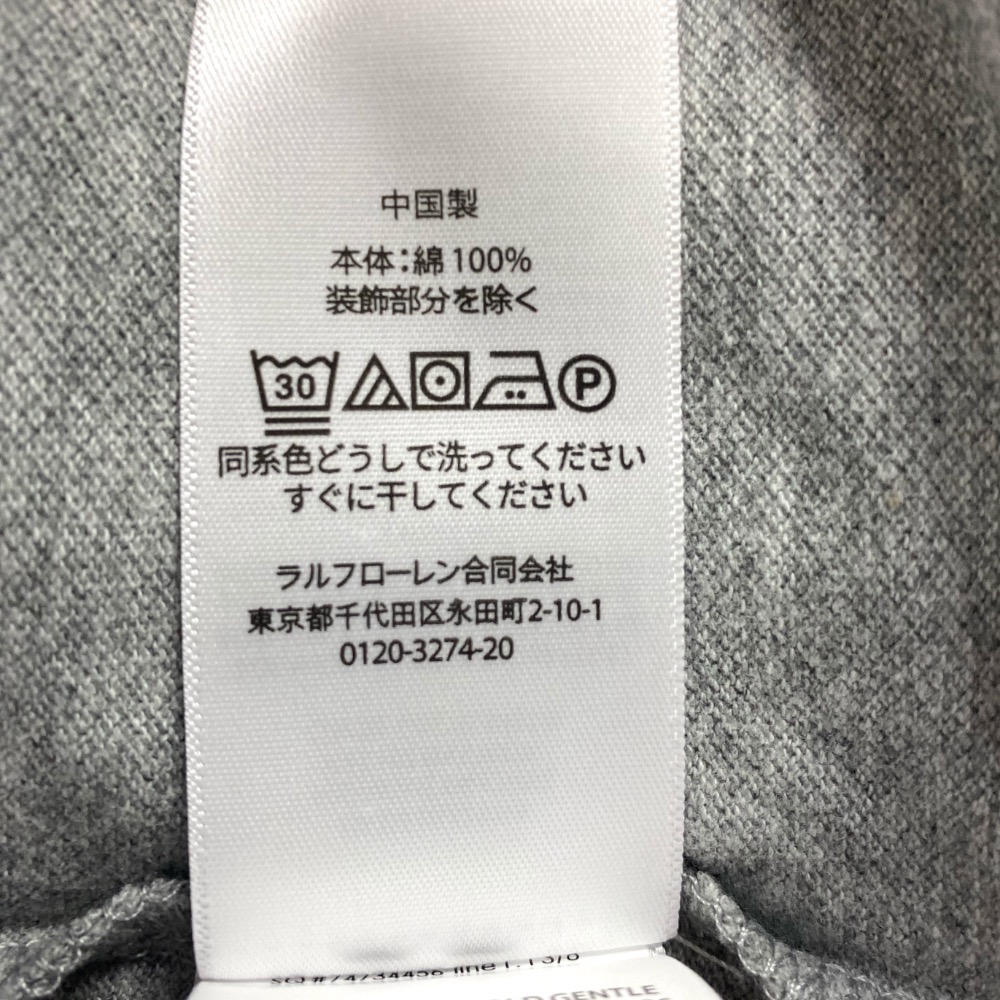 中国製
本体：綿 100%
装飾部分を除く
30 P
同系色どうしで洗ってください
すぐに干してください
ラルフローレン合同会社
東京都千代田区永田町2-10-1
0120-3274-20
GENTLE